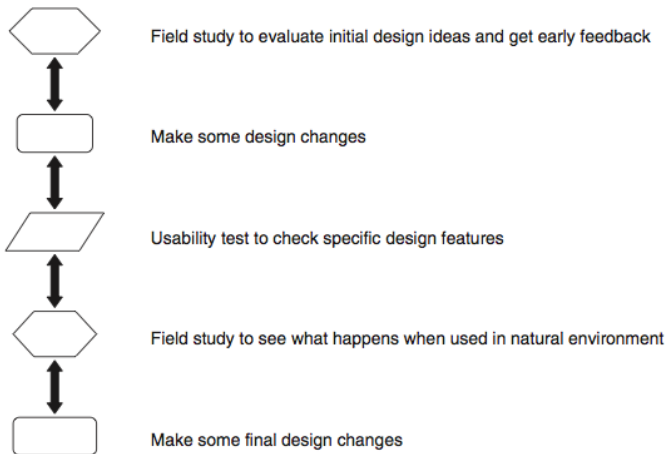 Field study to evaluate initial design ideas and get early feedback
Make some design changes
Usability test to check specific design features
Field study to see what happens when used in natural environment
Make some final design changes